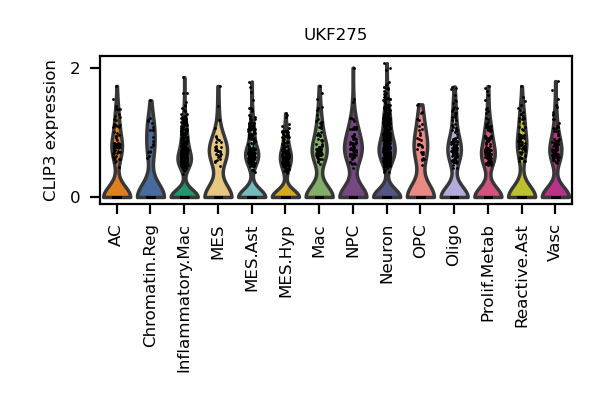 UKF275
CLIP3 expression
2
0
AC
Chromatin.Reg
Inflammatory.Mac
MES
MES.Ast
MES.Hyp
Mac
NPC
Neuron
OPC
Oligo
Prolif.Metab
Reactive.Ast
Vasc